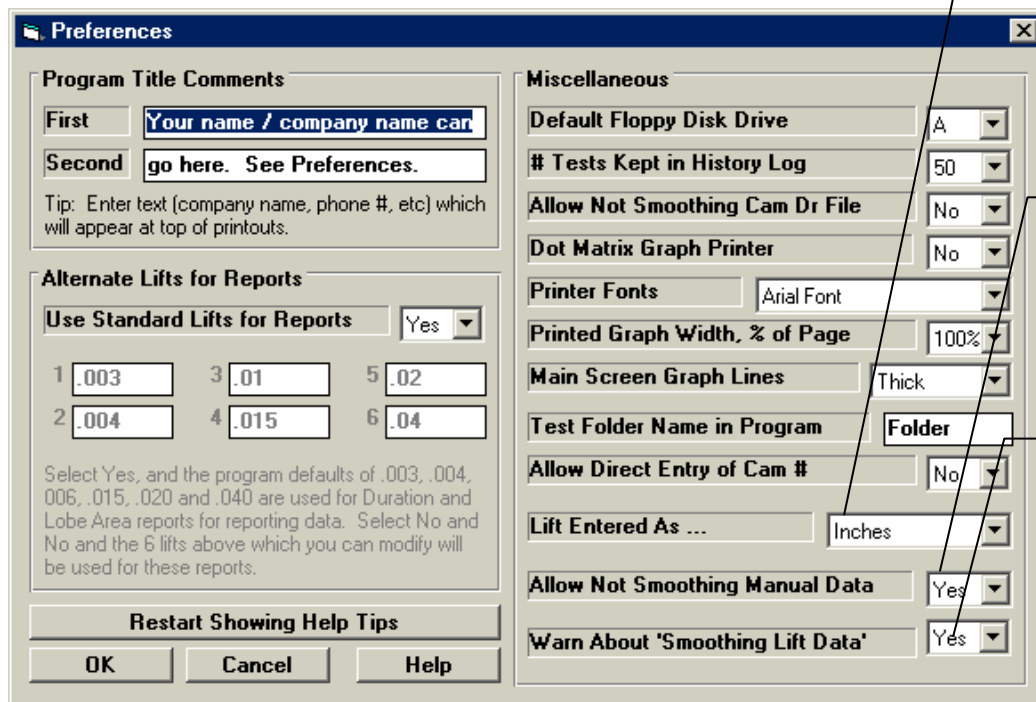 Preferences
Program Title Comments
First Your name / company name can
Second go here. See Preferences.
Tip: Enter text (company name, phone #, etc) which
will appear at top of printouts.
Alternate Lifts for Reports
Use Standard Lifts for Reports Yes
1 .003 3 .01 5 .02
2 .004 4 .015 6 .04
Select Yes, and the program defaults of .003, .004,
006, .015, .020 and .040 are used for Duration and
Lobe Area reports for reporting data. Select No and
No and the 6 lifts above which you can modify will
be used for these reports.
Restart Showing Help Tips
OK Cancel Help
Miscellaneous
Default Floppy Disk Drive A
# Tests Kept in History Log 50
Allow Not Smoothing Cam Dr File No
Dot Matrix Graph Printer No
Printer Fonts Arial Font
Printed Graph Width, % of Page 100%
Main Screen Graph Lines Thick
Test Folder Name in Program Folder
Allow Direct Entry of Cam # No
Lift Entered As ... Inches
Allow Not Smoothing Manual Data Yes
Warn About 'Smoothing Lift Data' Yes